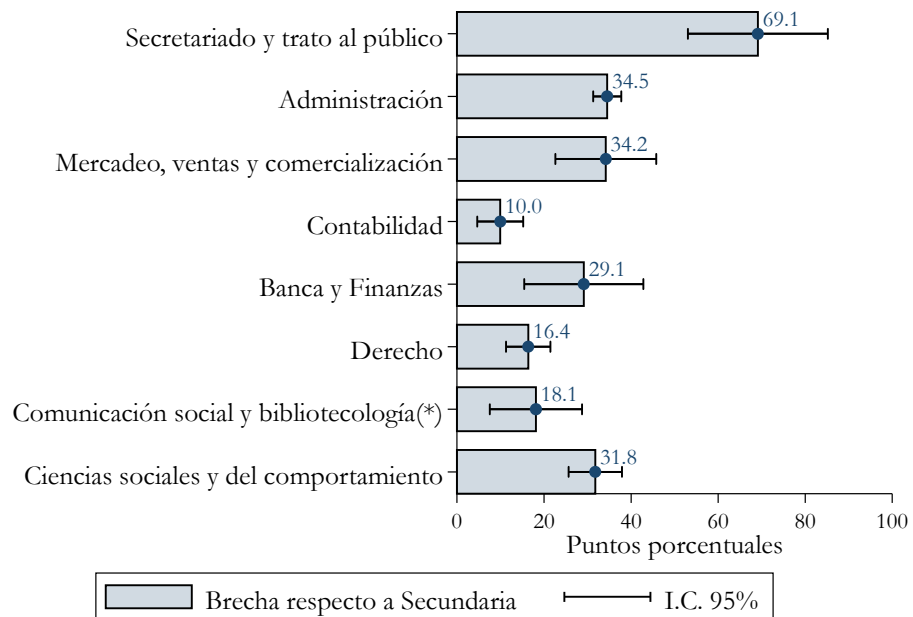 Secretariado y trato al público 69.1
Administración 34.5
Mercadeo, ventas y comercialización 34.2
Contabilidad 10.0
Banca y Finanzas 29.1
Derecho 16.4
Comunicación social y bibliotecología(*) 18.1
Ciencias sociales y del comportamiento 31.8
0 20 40 60 80 100
Puntos porcentuales
Brecha respecto a Secundaria I.C. 95%